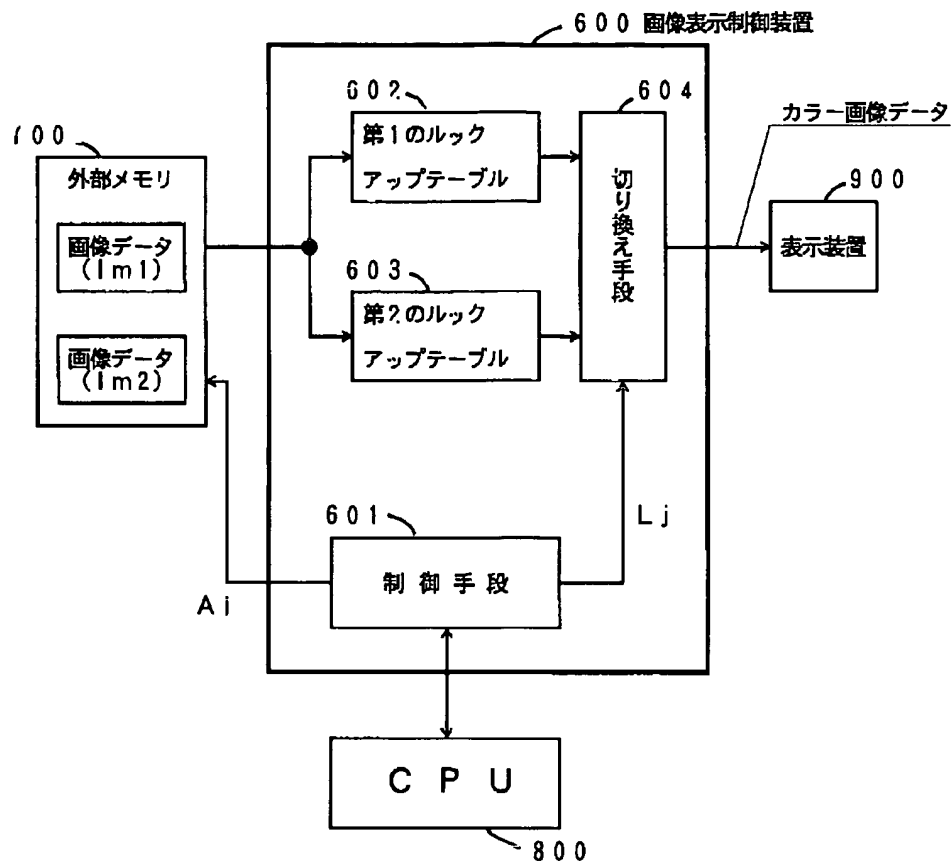 600 画像表示制御装置
602
604
第1のルック
アップテーブル
カラー画像データ
700
外部メモリ
画像データ
(Im1)
切り換え手段
900
表示装置
603
第2のルック
アップテーブル
画像データ
(Im2)
601
Lj
制御手段
Ai
CPU
800